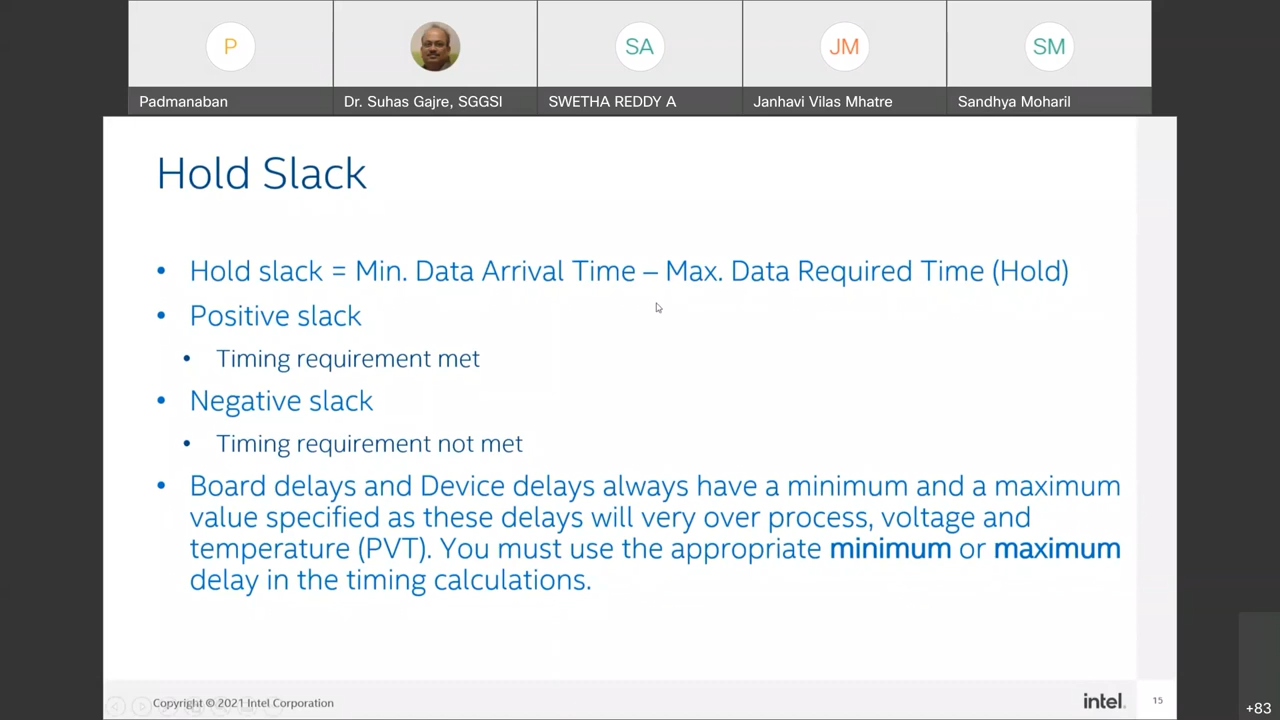 P
SA
JM
SM
Padmanaban
Dr. Suhas Gajre, SGGSI
SWETHA REDDY A
Janhavi Vilas Mhatre
Sandhya Moharil
Hold Slack
• Hold slack = Min. Data Arrival Time – Max. Data Required Time (Hold)
• Positive slack
• Timing requirement met
• Negative slack
• Timing requirement not met
• Board delays and Device delays always have a minimum and a maximum
value specified as these delays will very over process, voltage and
temperature (PVT). You must use the appropriate minimum or maximum
delay in the timing calculations.
Copyright © 2021 Intel Corporation
intel.
15
+83